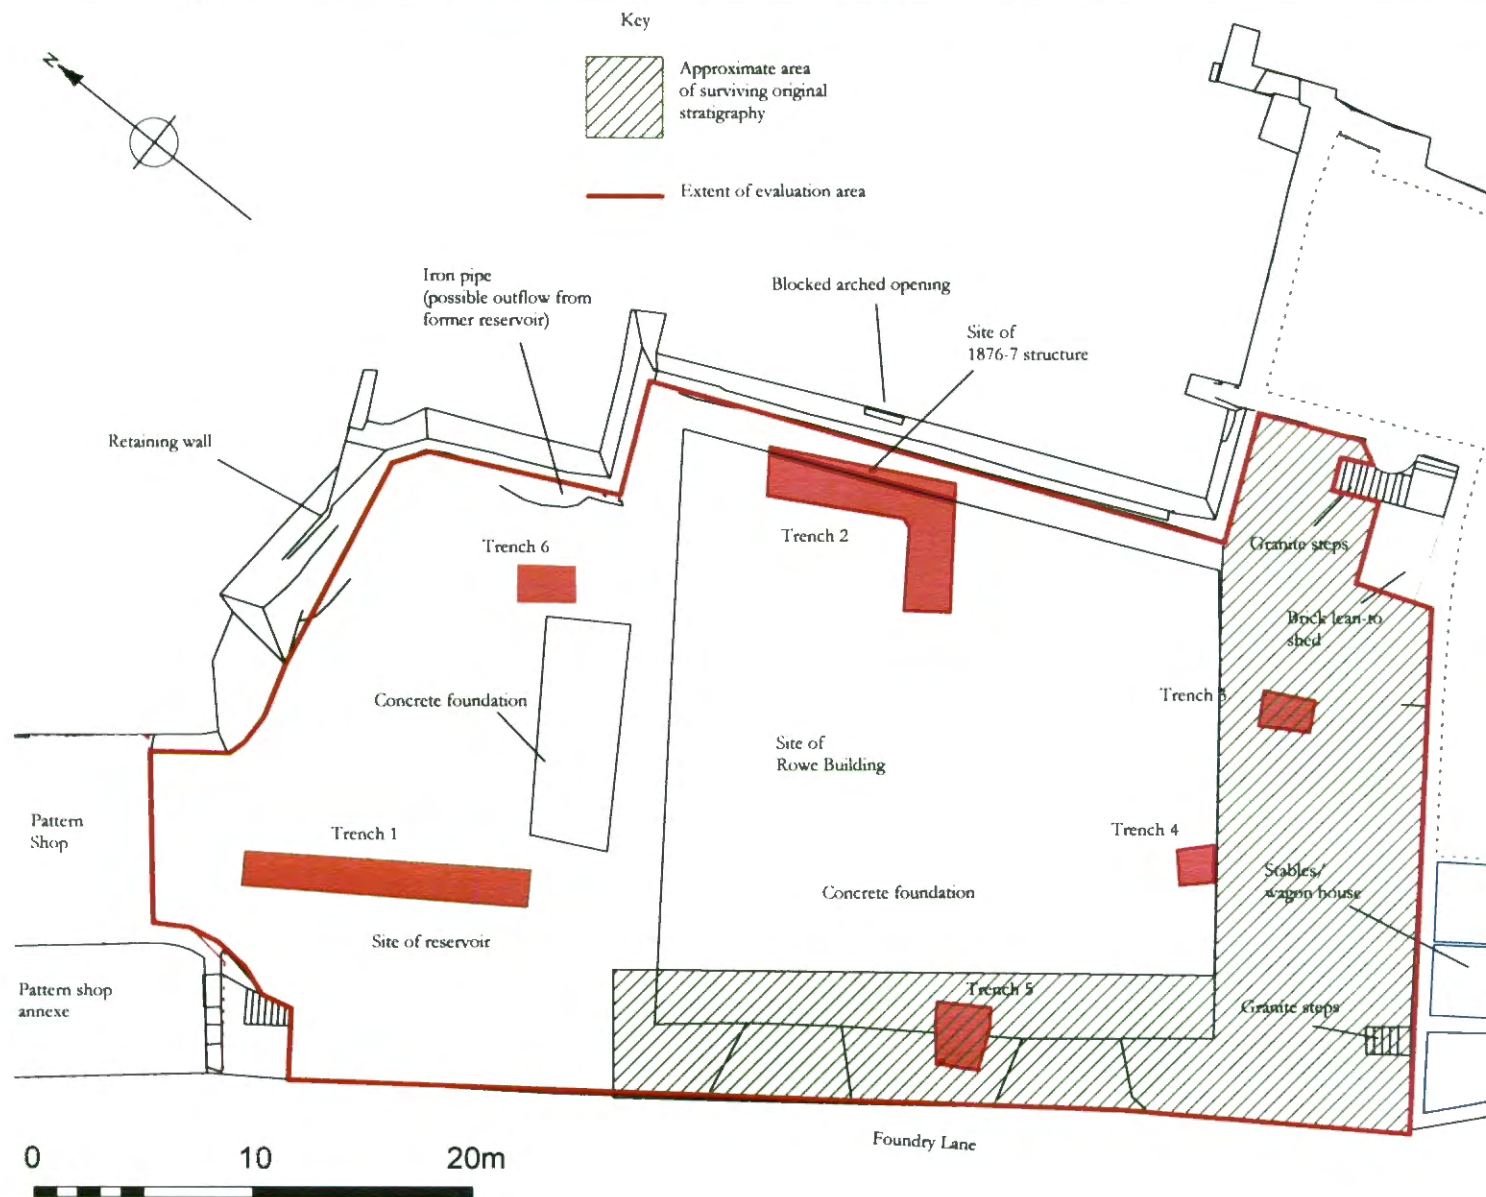 Key
N
Approximate area
of surviving original
stratigraphy
Extent of evaluation area
Iron pipe
(possible outflow from
former reservoir)
Blocked arched opening
Site of
1876-7 structure
Retaining wall
Trench 6
Trench 2
Granite steps
Brick lean-to
shed
Concrete foundation
Trench 3
Site of
Rowe Building
Pattern
Shop
Trench 1
Trench 4
Stables/
wagon house
Concrete foundation
Site of reservoir
Pattern shop
annexe
Trench 5
Granite steps
Foundry Lane
0 10 20m